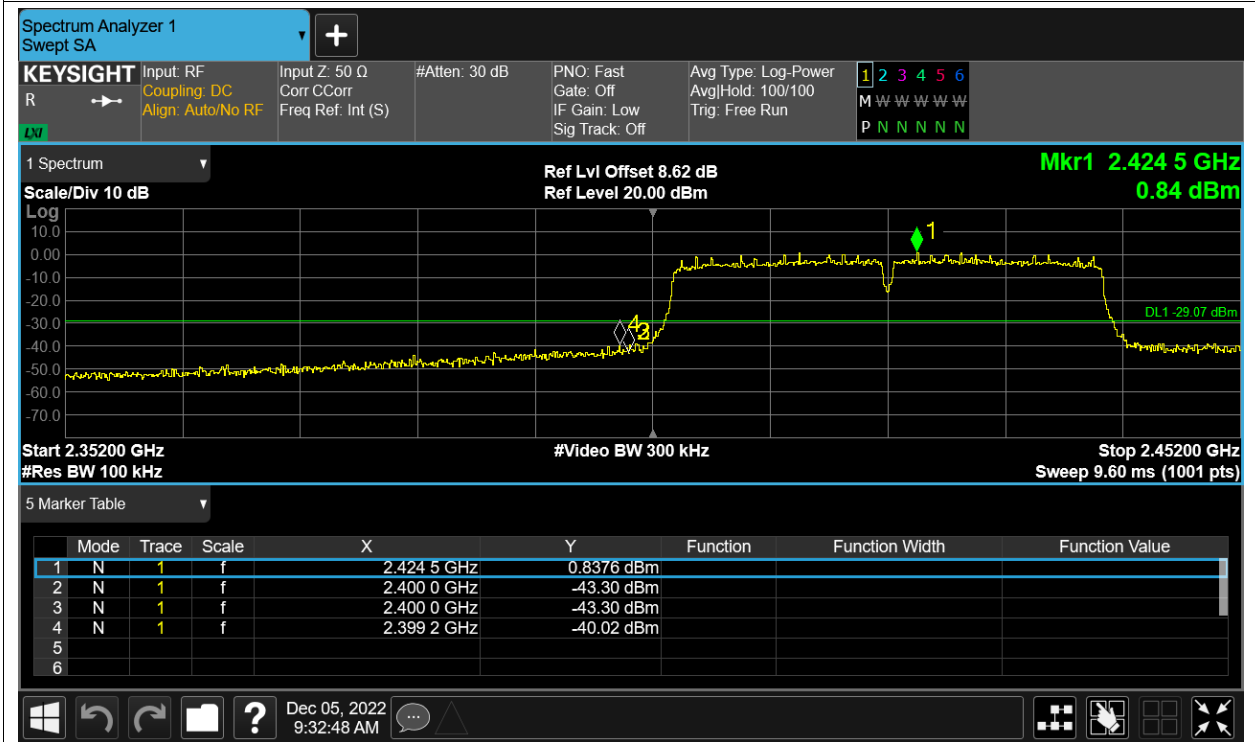 Spectrum Analyzer 1
Swept SA
+
KEYSIGHT
R
LXI
Input: RF
Coupling: DC
Align: Auto/No RF
Input Z: 50 Ω
Corr CCorr
Freq Ref: Int (S)
#Atten: 30 dB
PNO: Fast
Gate: Off
IF Gain: Low
Sig Track: Off
Avg Type: Log-Power
Avg|Hold: 100/100
Trig: Free Run
1 2 3 4 5 6
M W W W W W
P N N N N N
1 Spectrum
Scale/Div 10 dB
Ref Lvl Offset 8.62 dB
Ref Level 20.00 dBm
Mkr1 2.424 5 GHz
0.84 dBm
Log
10.0
0.00
-10.0
-20.0
-30.0
-40.0
-50.0
-60.0
-70.0
1
4
DL1 -29.07 dBm
Start 2.35200 GHz
#Video BW 300 kHz
Stop 2.45200 GHz
#Res BW 100 kHz
Sweep 9.60 ms (1001 pts)
5 Marker Table
Mode Trace Scale X Y Function Function Width Function Value
1 N 1 f 2.424 5 GHz 0.8376 dBm
2 N 1 f 2.400 0 GHz -43.30 dBm
3 N 1 f 2.400 0 GHz -43.30 dBm
4 N 1 f 2.399 2 GHz -40.02 dBm
5
6
?
Dec 05, 2022
9:32:48 AM